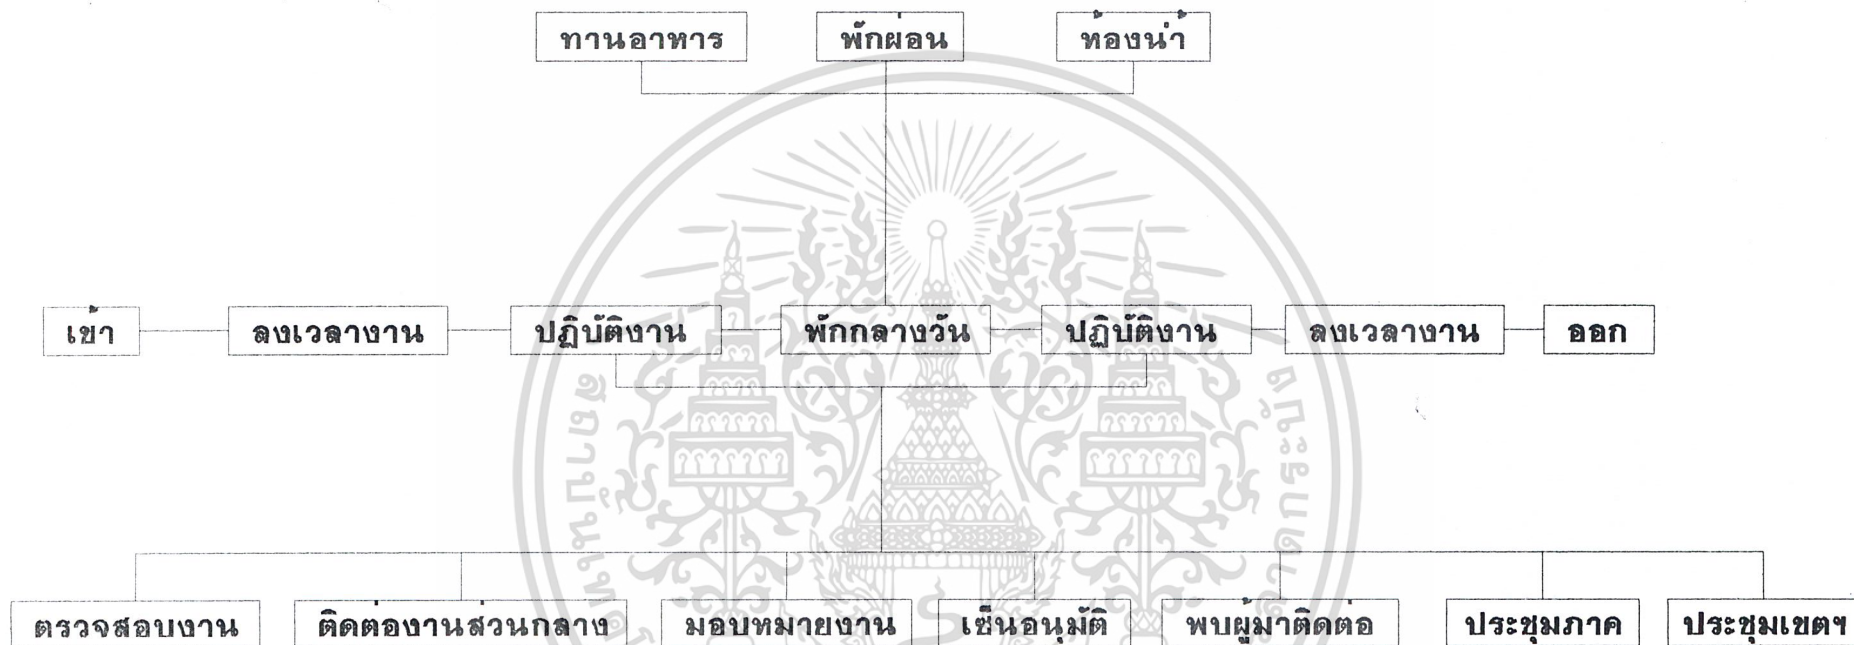 ทานอาหาร พักผ่อน ห้องน้ำ
เข้า ลงเวลางาน ปฏิบัติงาน พักกลางวัน ปฏิบัติงาน ลงเวลางาน ออก
ตรวจสอบงาน ติดต่องานส่วนกลาง มอบหมายงาน เซ็นอนุมัติ พบผู้มาติดต่อ ประชุมภาค ประชุมเขตฯ